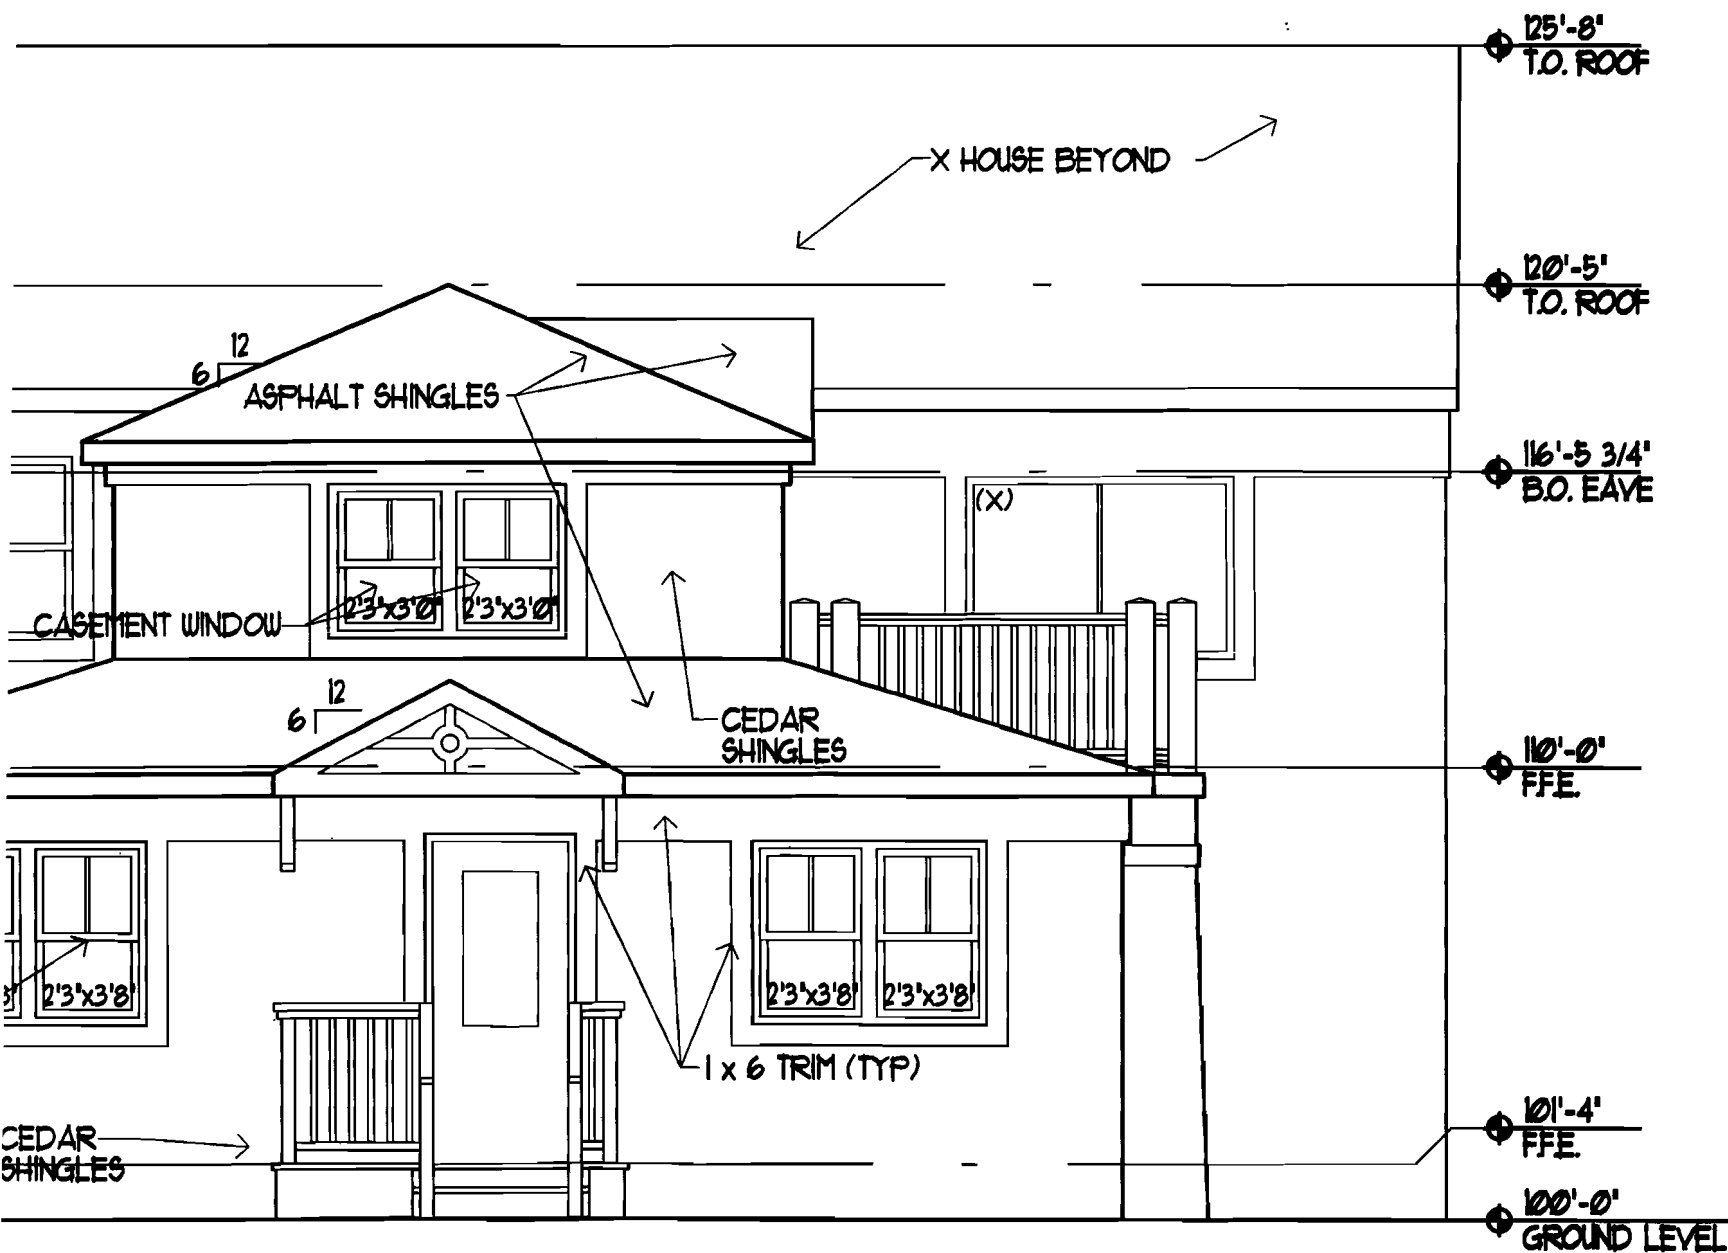 125'-8"
T.O. ROOF
X HOUSE BEYOND
120'-5"
T.O. ROOF
12
6
ASPHALT SHINGLES
116'-5 3/4"
B.O. EAVE
(X)
2'3"x3'0"
2'3"x3'0"
CASEMENT WINDOW
12
6
CEDAR
SHINGLES
110'-0"
F.F.E.
2'3"x3'8"
2'3"x3'8"
2'3"x3'8"
1 x 6 TRIM (TYP)
CEDAR
SHINGLES
101'-4"
F.F.E.
100'-0"
GROUND LEVEL